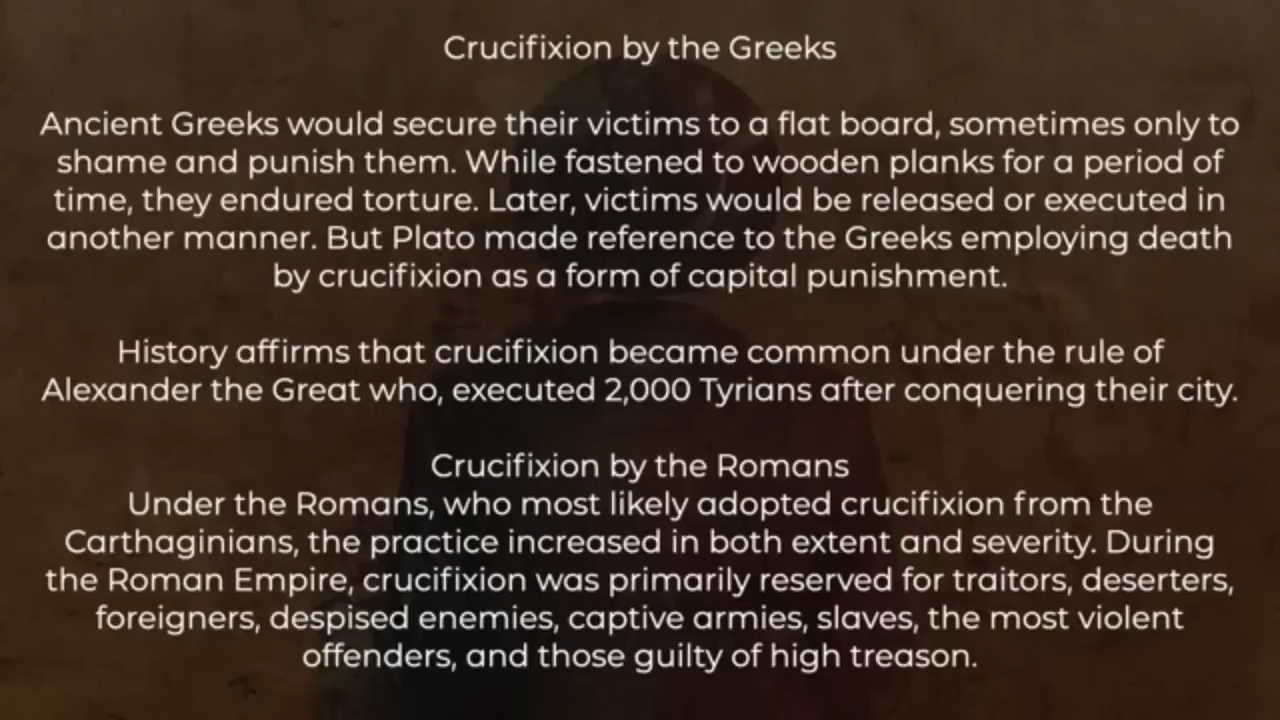 Crucifixion by the Greeks
Ancient Greeks would secure their victims to a flat board, sometimes only to
shame and punish them. While fastened to wooden planks for a period of
time, they endured torture. Later, victims would be released or executed in
another manner. But Plato made reference to the Greeks employing death
by crucifixion as a form of capital punishment.
History affirms that crucifixion became common under the rule of
Alexander the Great who, executed 2,000 Tyrians after conquering their city.
Crucifixion by the Romans
Under the Romans, who most likely adopted crucifixion from the
Carthaginians, the practice increased in both extent and severity. During
the Roman Empire, crucifixion was primarily reserved for traitors, deserters,
foreigners, despised enemies, captive armies, slaves, the most violent
offenders, and those guilty of high treason.